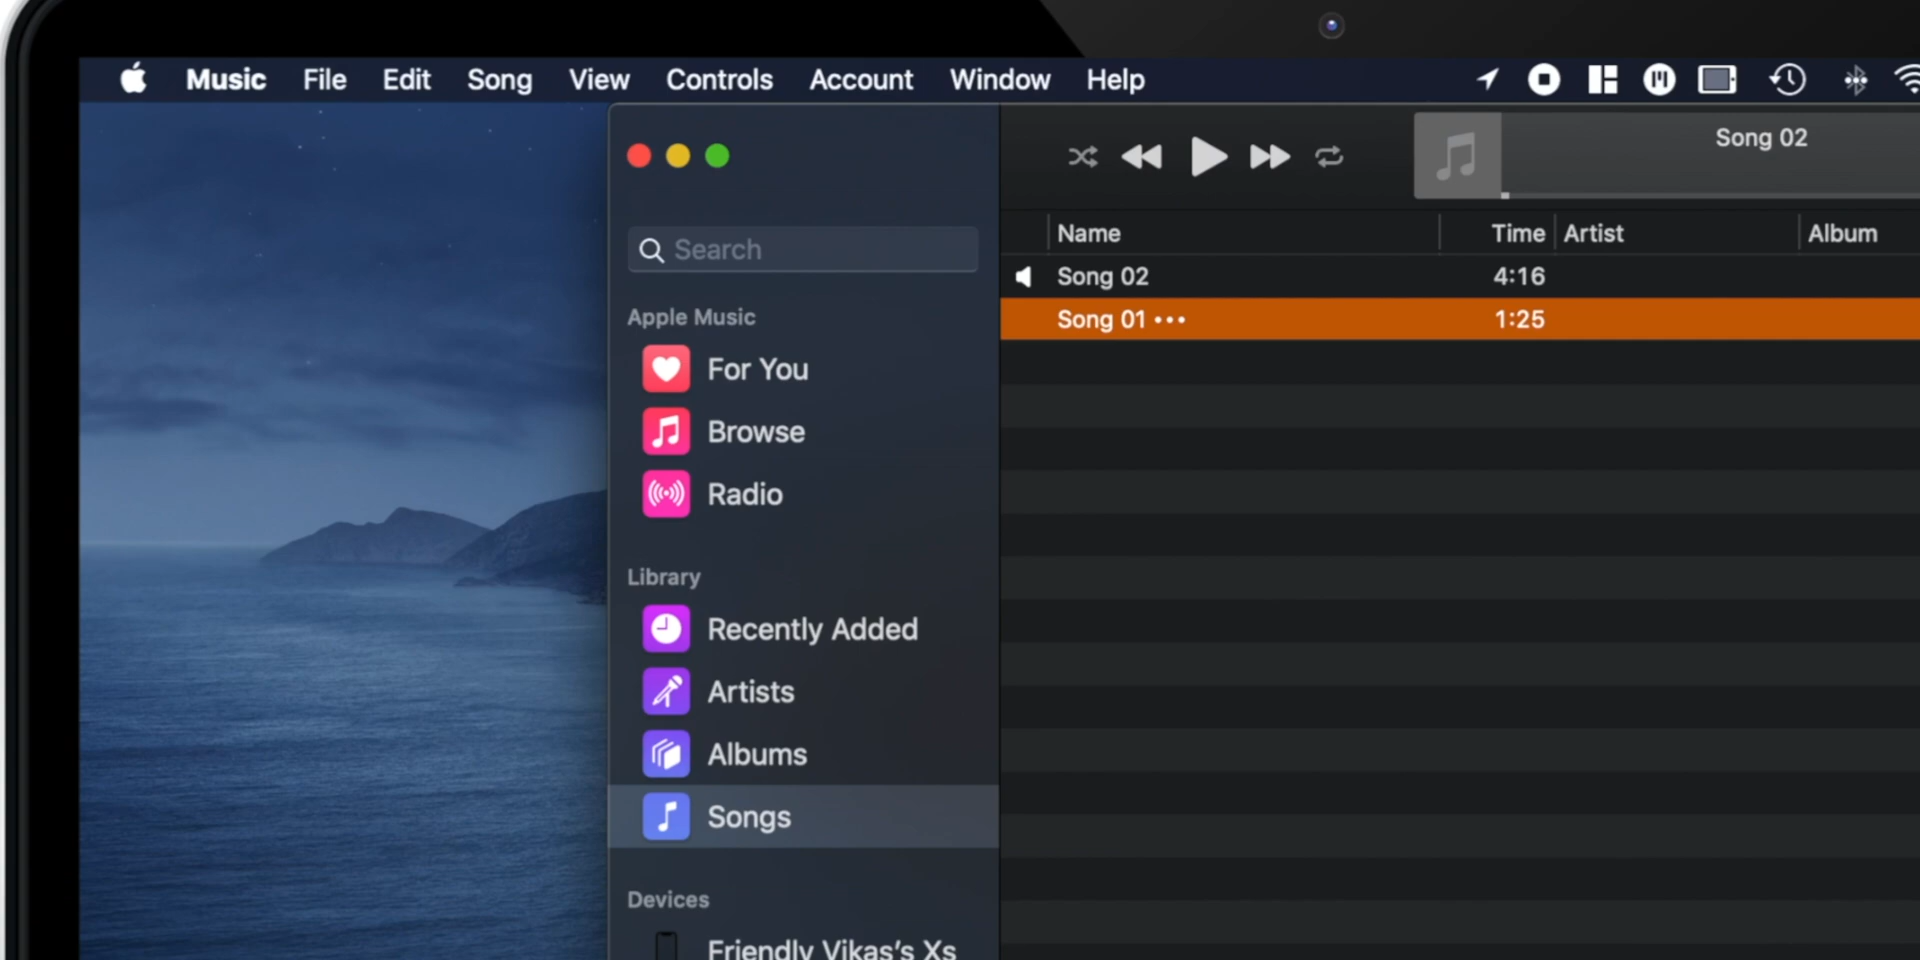 Music File Edit Song View Controls Account Window Help
Song 02
Search
Name Time Artist Album
Song 02 4:16
Song 01 ••• 1:25
Apple Music
For You
Browse
Radio
Library
Recently Added
Artists
Albums
Songs
Devices
Friendly Vikas’s Xs